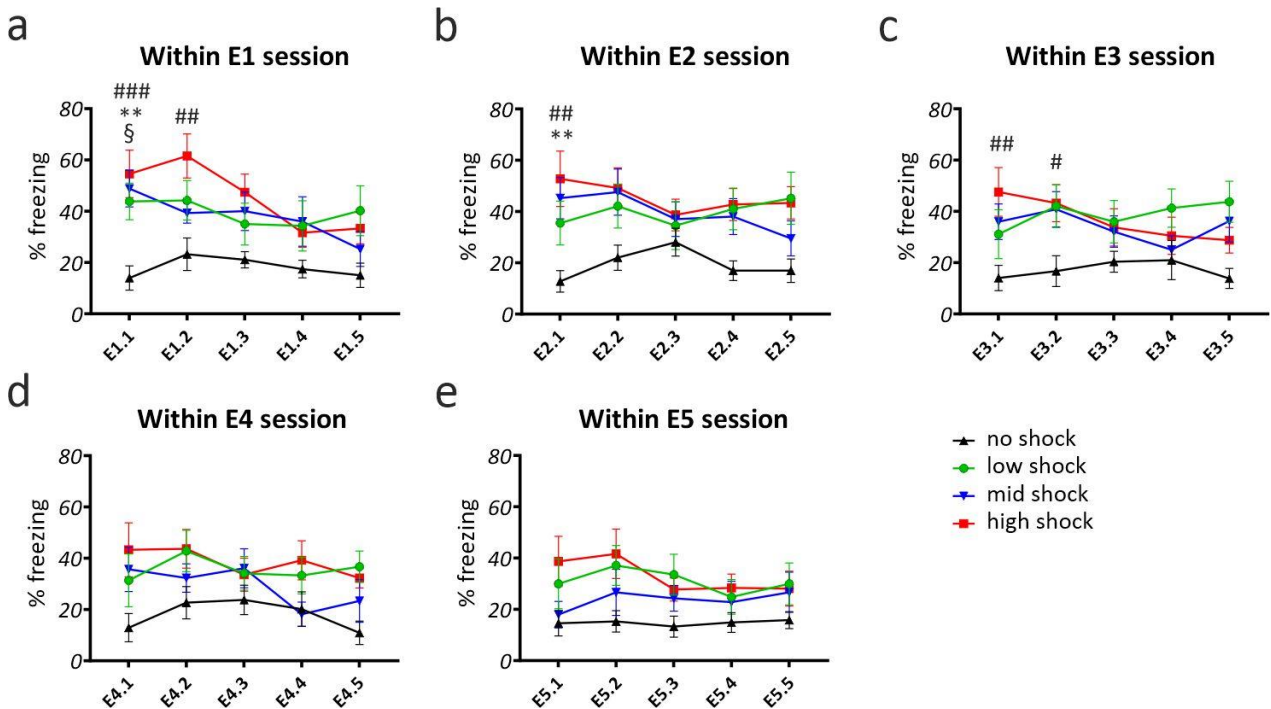 a
Within E1 session
###
**
§
##
80
60
40
20
0
% freezing
E1.1
E1.2
E1.3
E1.4
E1.5
b
Within E2 session
##
**
80
60
40
20
0
% freezing
E2.1
E2.2
E2.3
E2.4
E2.5
c
Within E3 session
##
#
80
60
40
20
0
% freezing
E3.1
E3.2
E3.3
E3.4
E3.5
d
Within E4 session
80
60
40
20
0
% freezing
E4.1
E4.2
E4.3
E4.4
E4.5
e
Within E5 session
80
60
40
20
0
% freezing
E5.1
E5.2
E5.3
E5.4
E5.5
no shock
low shock
mid shock
high shock